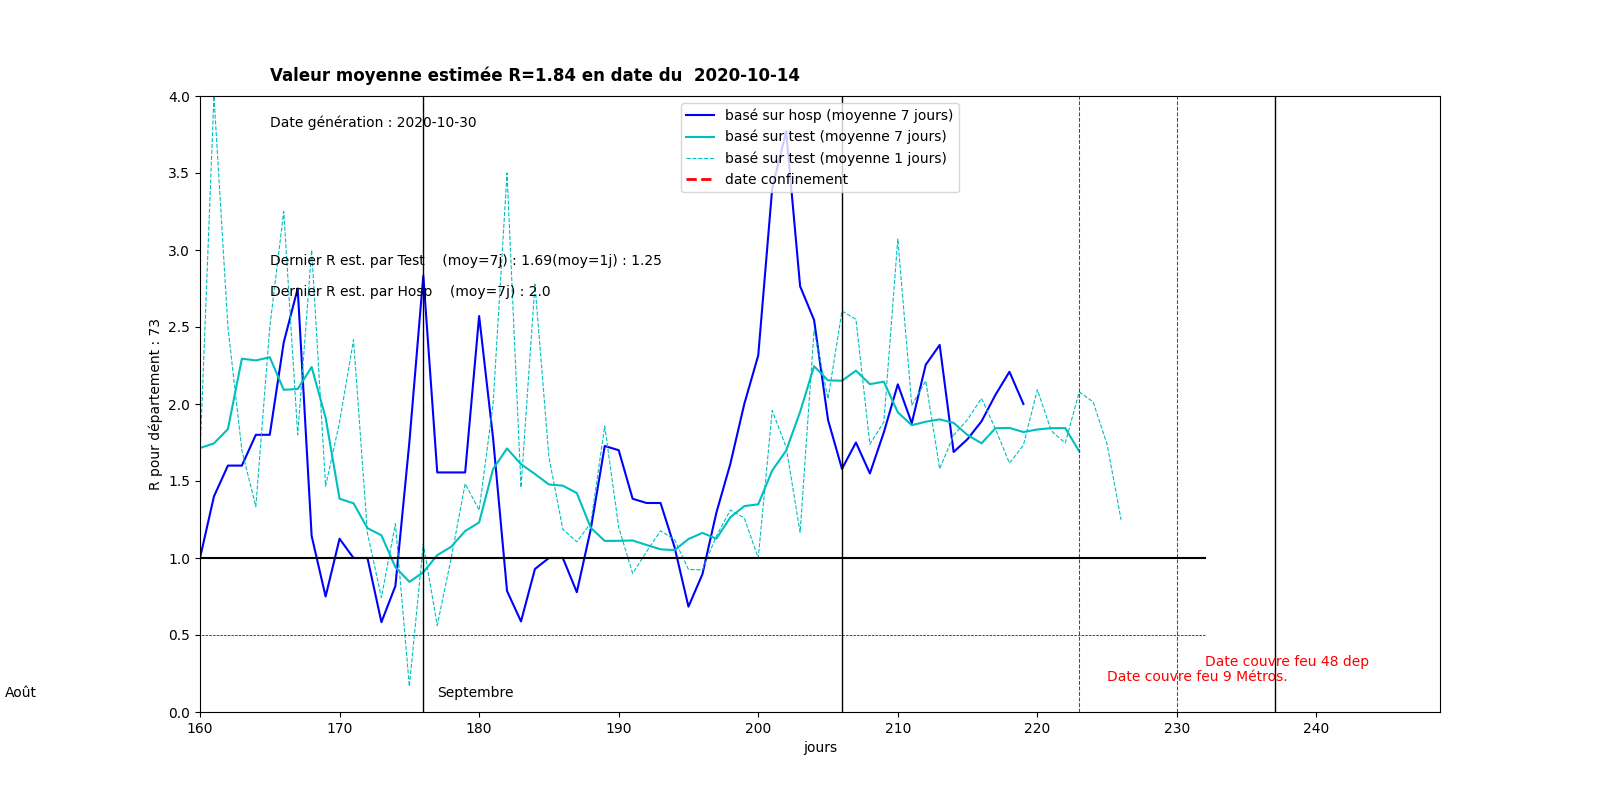 Valeur moyenne estimée R=1.84 en date du  2020-10-14
Date génération : 2020-10-30
basé sur hosp (moyenne 7 jours)
basé sur test (moyenne 7 jours)
basé sur test (moyenne 1 jours)
date confinement
Dernier R est. par Test    (moy=7j) : 1.69(moy=1j) : 1.25
Dernier R est. par Hosp    (moy=7j) : 2.0
R pour département : 73
4.0
3.5
3.0
2.5
2.0
1.5
1.0
0.5
0.0
Date couvre feu 48 dep
Date couvre feu 9 Métros.
Août
Septembre
160 170 180 190 200 210 220 230 240
jours